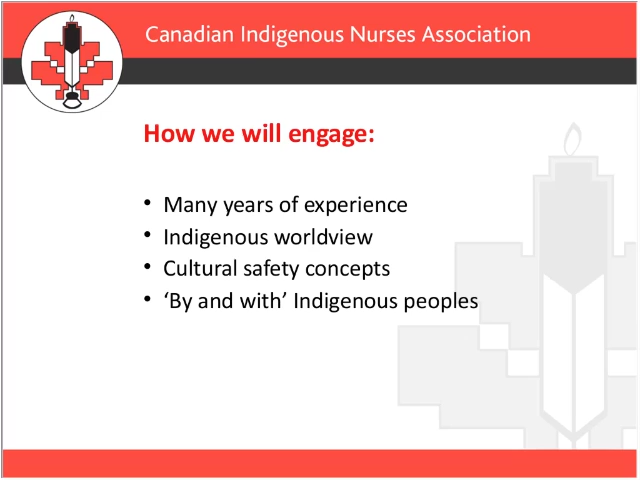 Canadian Indigenous Nurses Association
How we will engage:
• Many years of experience
• Indigenous worldview
• Cultural safety concepts
• ‘By and with’ Indigenous peoples